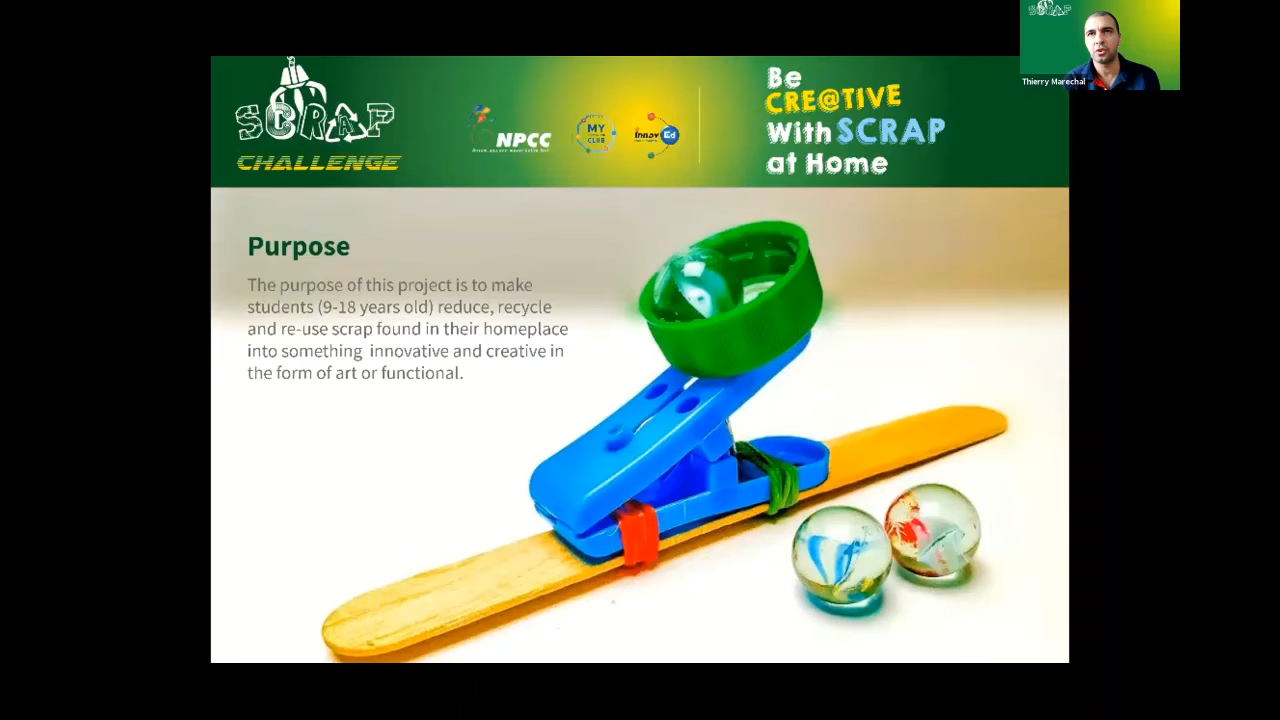 SCRAP
CHALLENGE
NPCC
MY
CLUB
InnovEd
Be
CRE@TIVE
With SCRAP
at Home
SCRAP
Thierry Marechal
Purpose
The purpose of this project is to make
students (9-18 years old) reduce, recycle
and re-use scrap found in their homeplace
into something innovative and creative in
the form of art or functional.